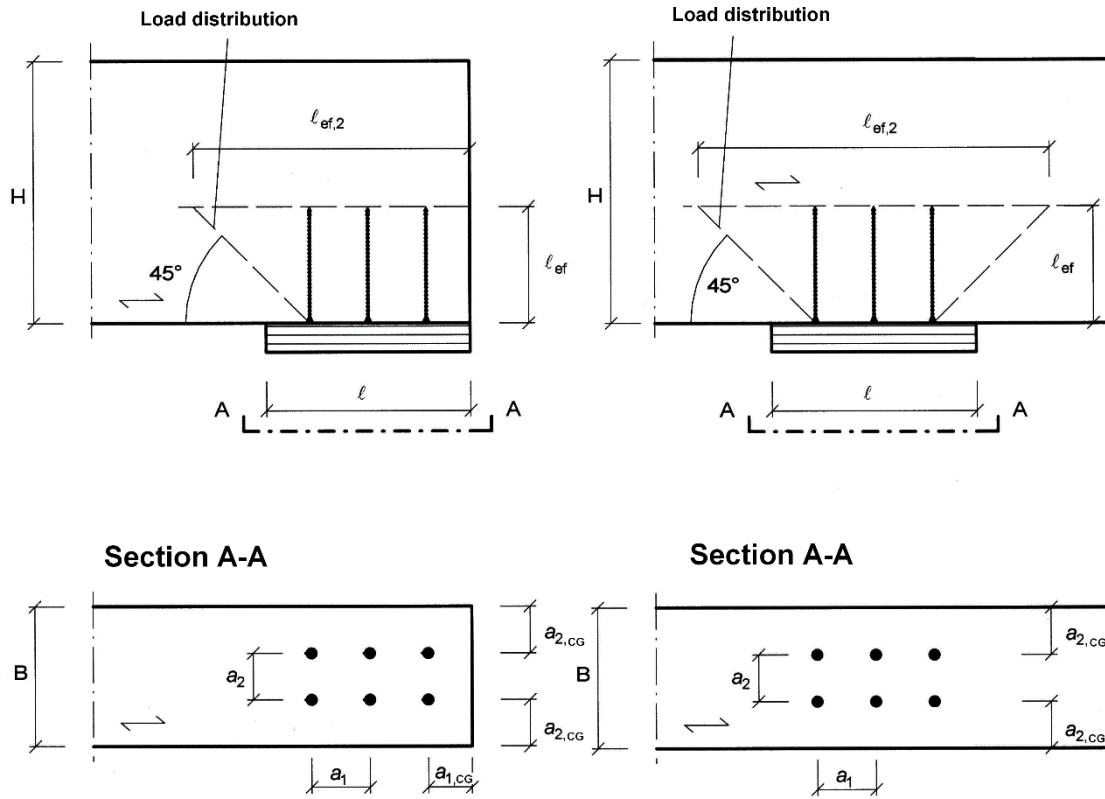 Load distribution
Load distribution
ℓef,2
ℓef,2
H
H
45°
ℓef
45°
ℓef
ℓ
ℓ
A A
A A
Section A-A
Section A-A
B
a2
a2,CG
a2,CG
a1
a1,CG
B
a2
a2,CG
a2,CG
a1